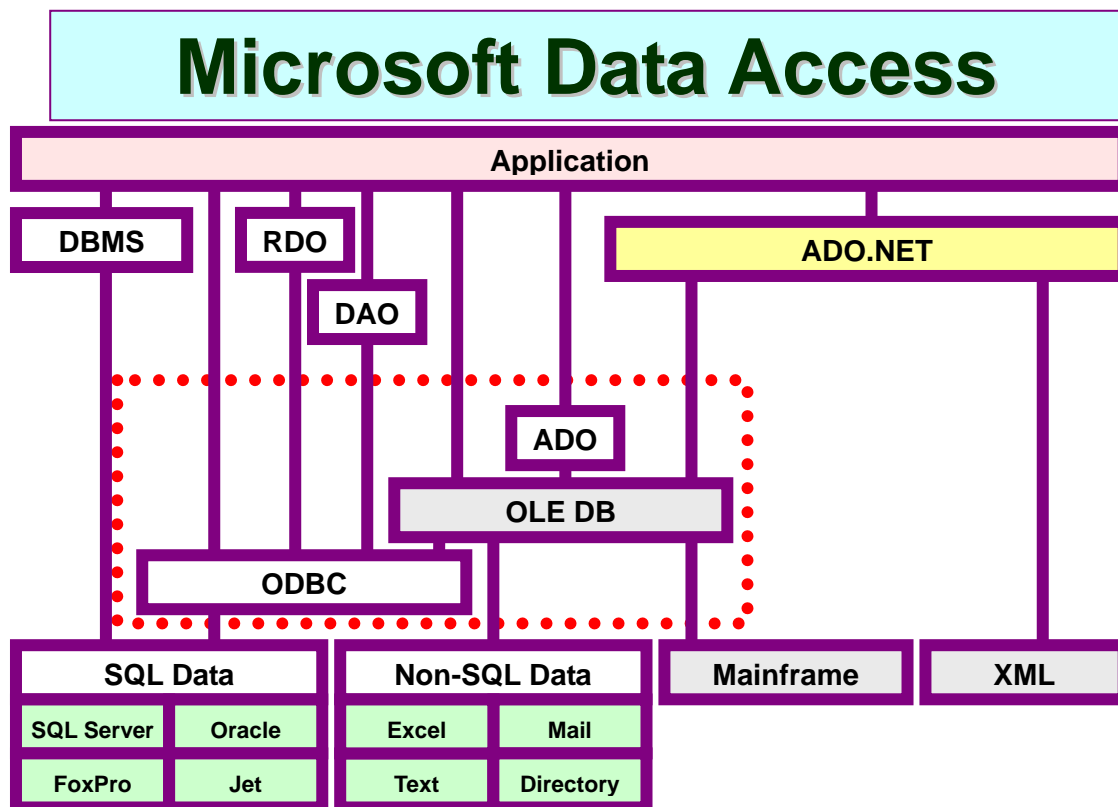 Microsoft Data Access
Application
DBMS
RDO
ADO.NET
DAO
ADO
OLE DB
ODBC
SQL Data
Non-SQL Data
Mainframe
XML
SQL Server
Oracle
Excel
Mail
FoxPro
Jet
Text
Directory